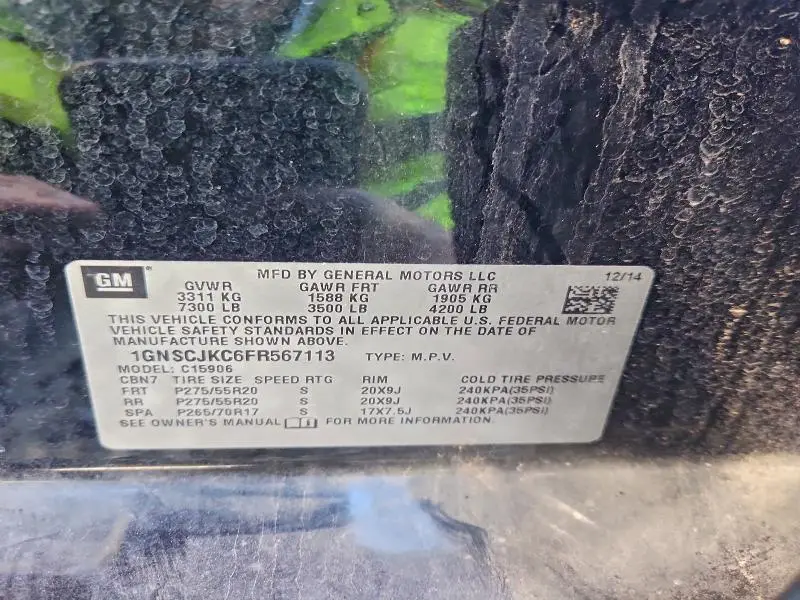 GM ® MFD BY GENERAL MOTORS LLC 12/14
GVWR GAWR FRT GAWR RR
3311 KG 1588 KG 1905 KG
7300 LB 3500 LB 4200 LB
THIS VEHICLE CONFORMS TO ALL APPLICABLE U.S. FEDERAL MOTOR
VEHICLE SAFETY STANDARDS IN EFFECT ON THE DATE OF
MANUFACTURE SHOWN ABOVE.
1GNSCJKC6FR567113 TYPE: M.P.V.
MODEL: C15906
CBN7 TIRE SIZE SPEED RTG RIM COLD TIRE PRESSURE
FRT P275/55R20 S 20X9J 240KPA(35PSI)
RR P275/55R20 S 20X9J 240KPA(35PSI)
SPA P265/70R17 S 17X7.5J 240KPA(35PSI)
SEE OWNER'S MANUAL FOR MORE INFORMATION.